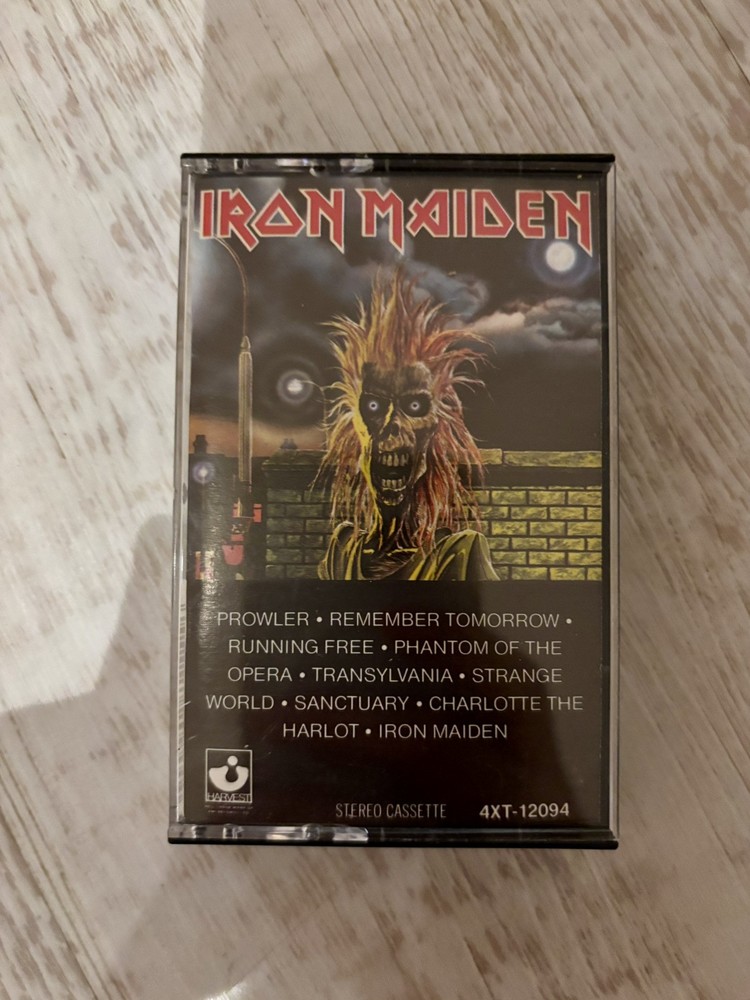 IRON MAIDEN
PROWLER • REMEMBER TOMORROW •
RUNNING FREE • PHANTOM OF THE
OPERA • TRANSYLVANIA • STRANGE
WORLD • SANCTUARY • CHARLOTTE THE
HARLOT • IRON MAIDEN
HARVEST
STEREO CASSETTE 4XT-12094